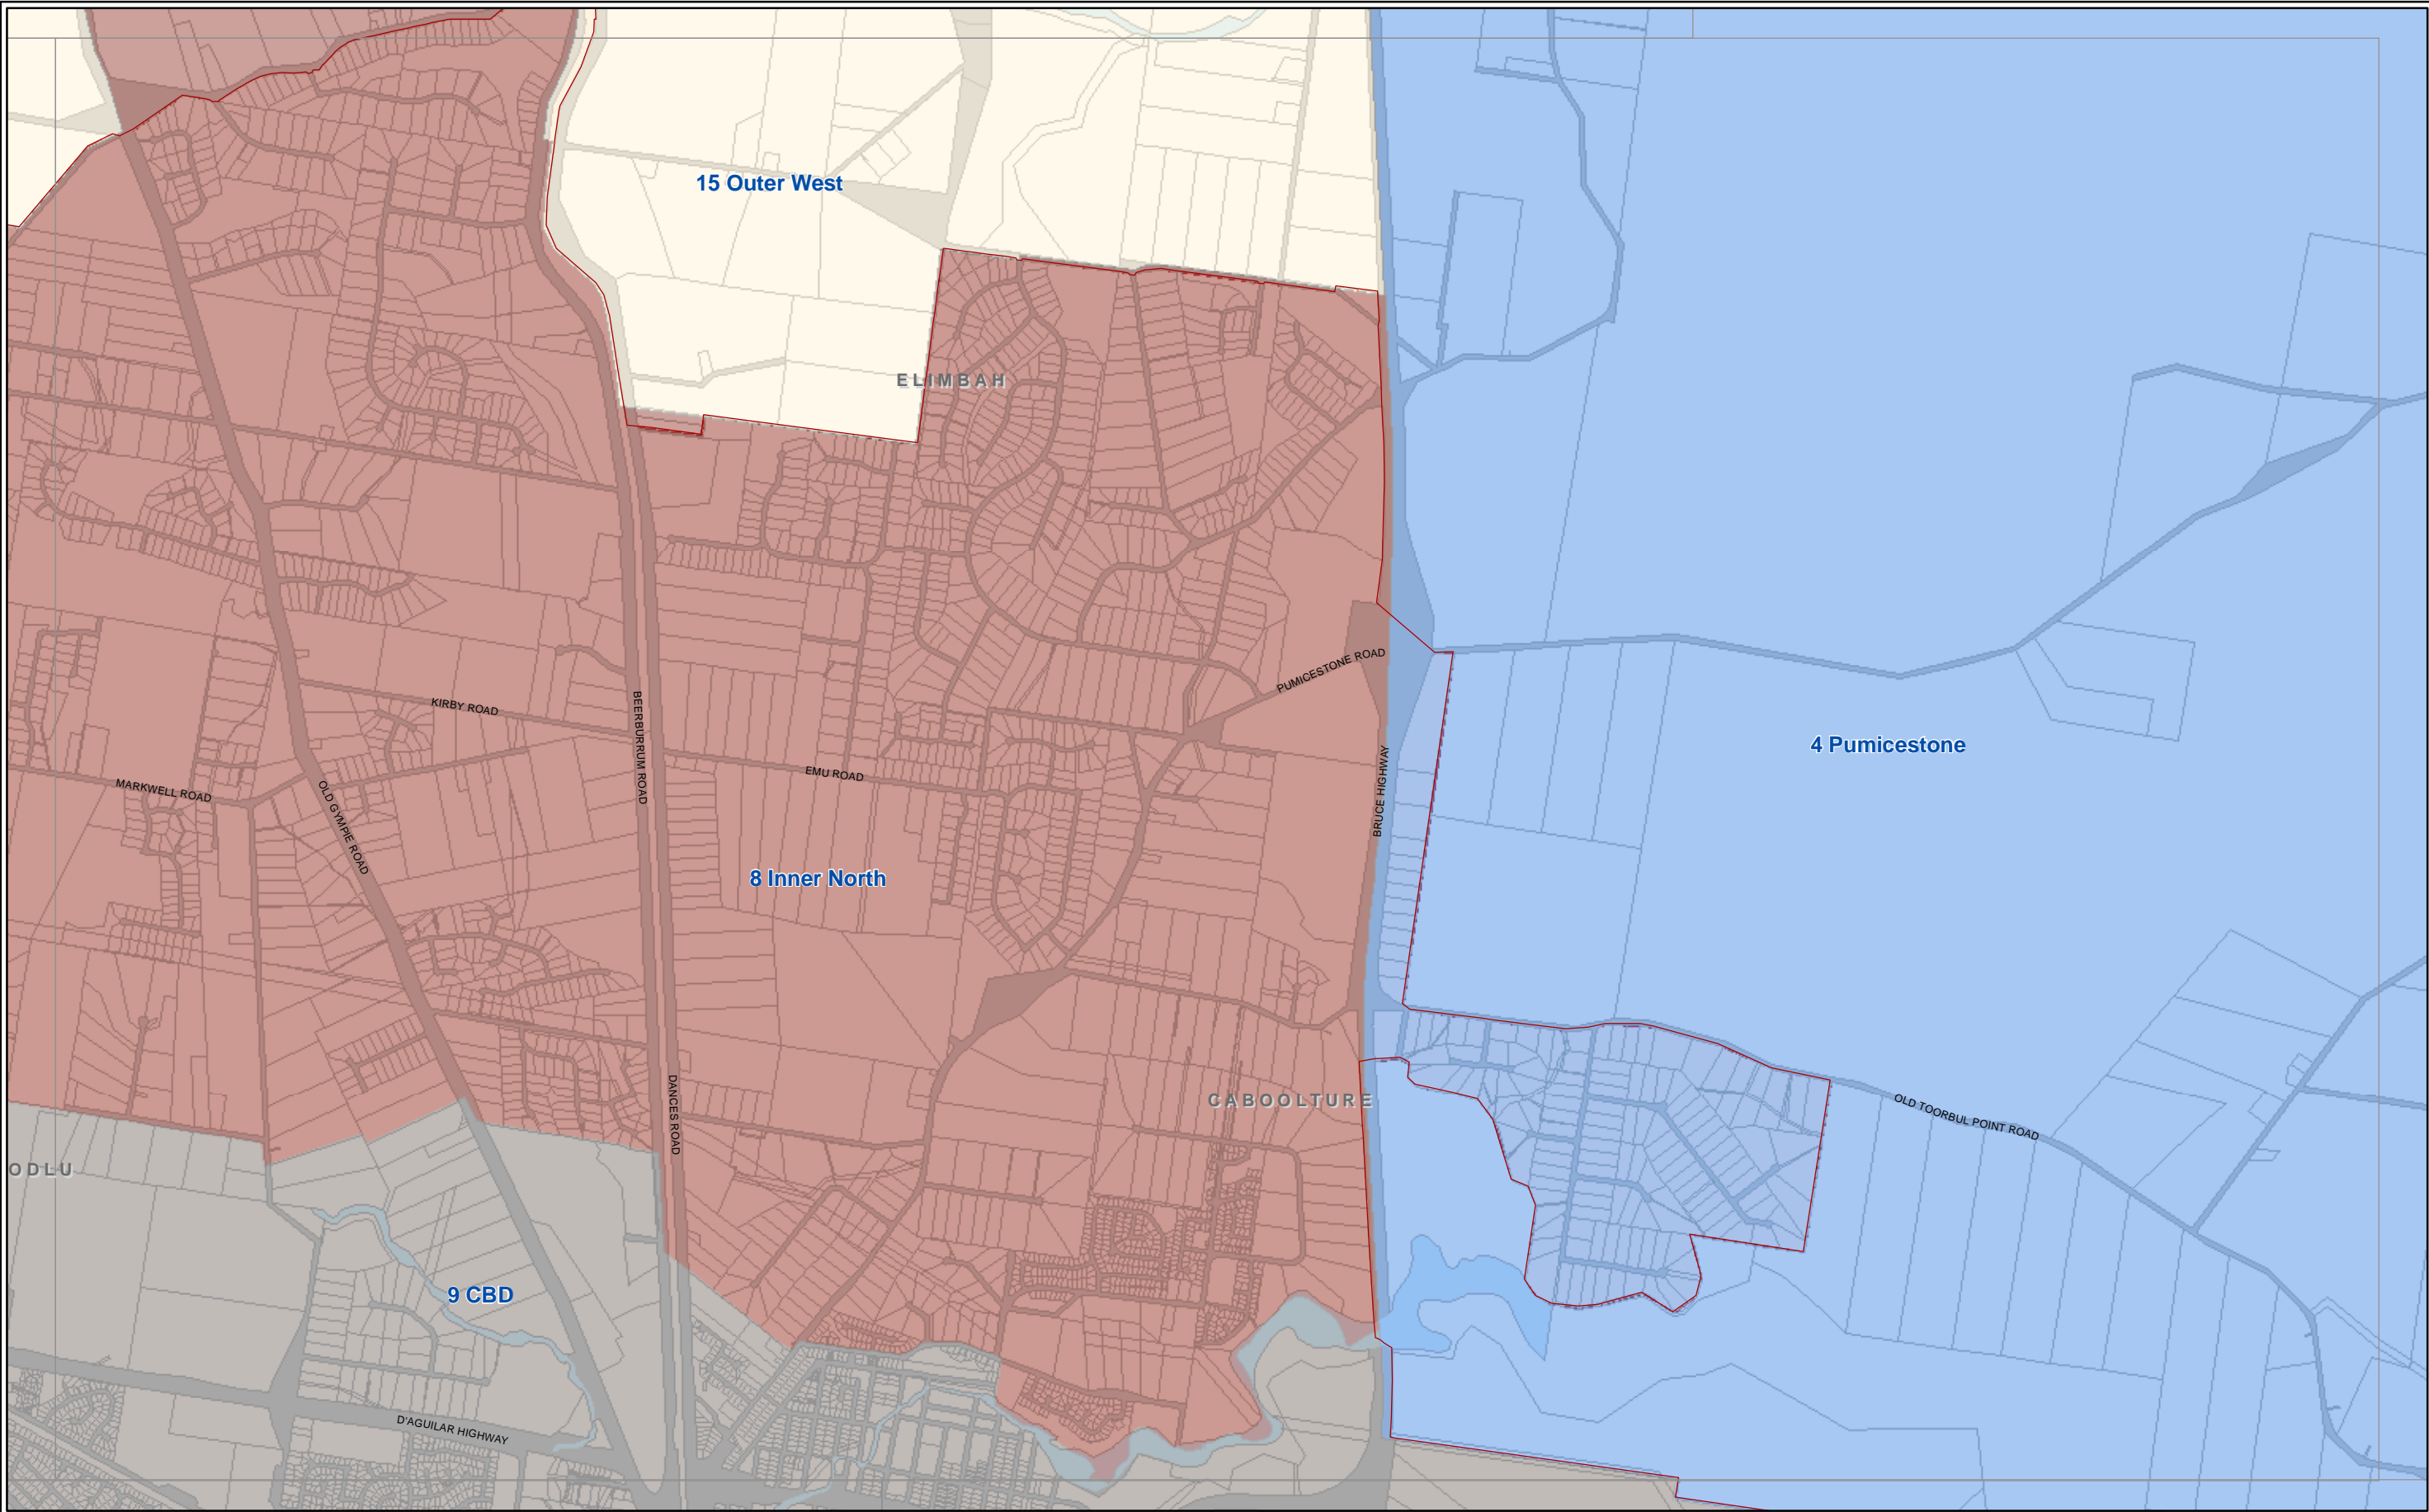 15 Outer West
ELIMBAH
PUMICESTONE ROAD
KIRBY ROAD
BEERBURRUM ROAD
4 Pumicestone
EMU ROAD
BRUCE HIGHWAY
MARKWELL ROAD
OLD GYMPIE ROAD
8 Inner North
CABOOLTURE
OLD TOORBUL POINT ROAD
DANCES ROAD
ODLU
9 CBD
D'AGUILAR HIGHWAY